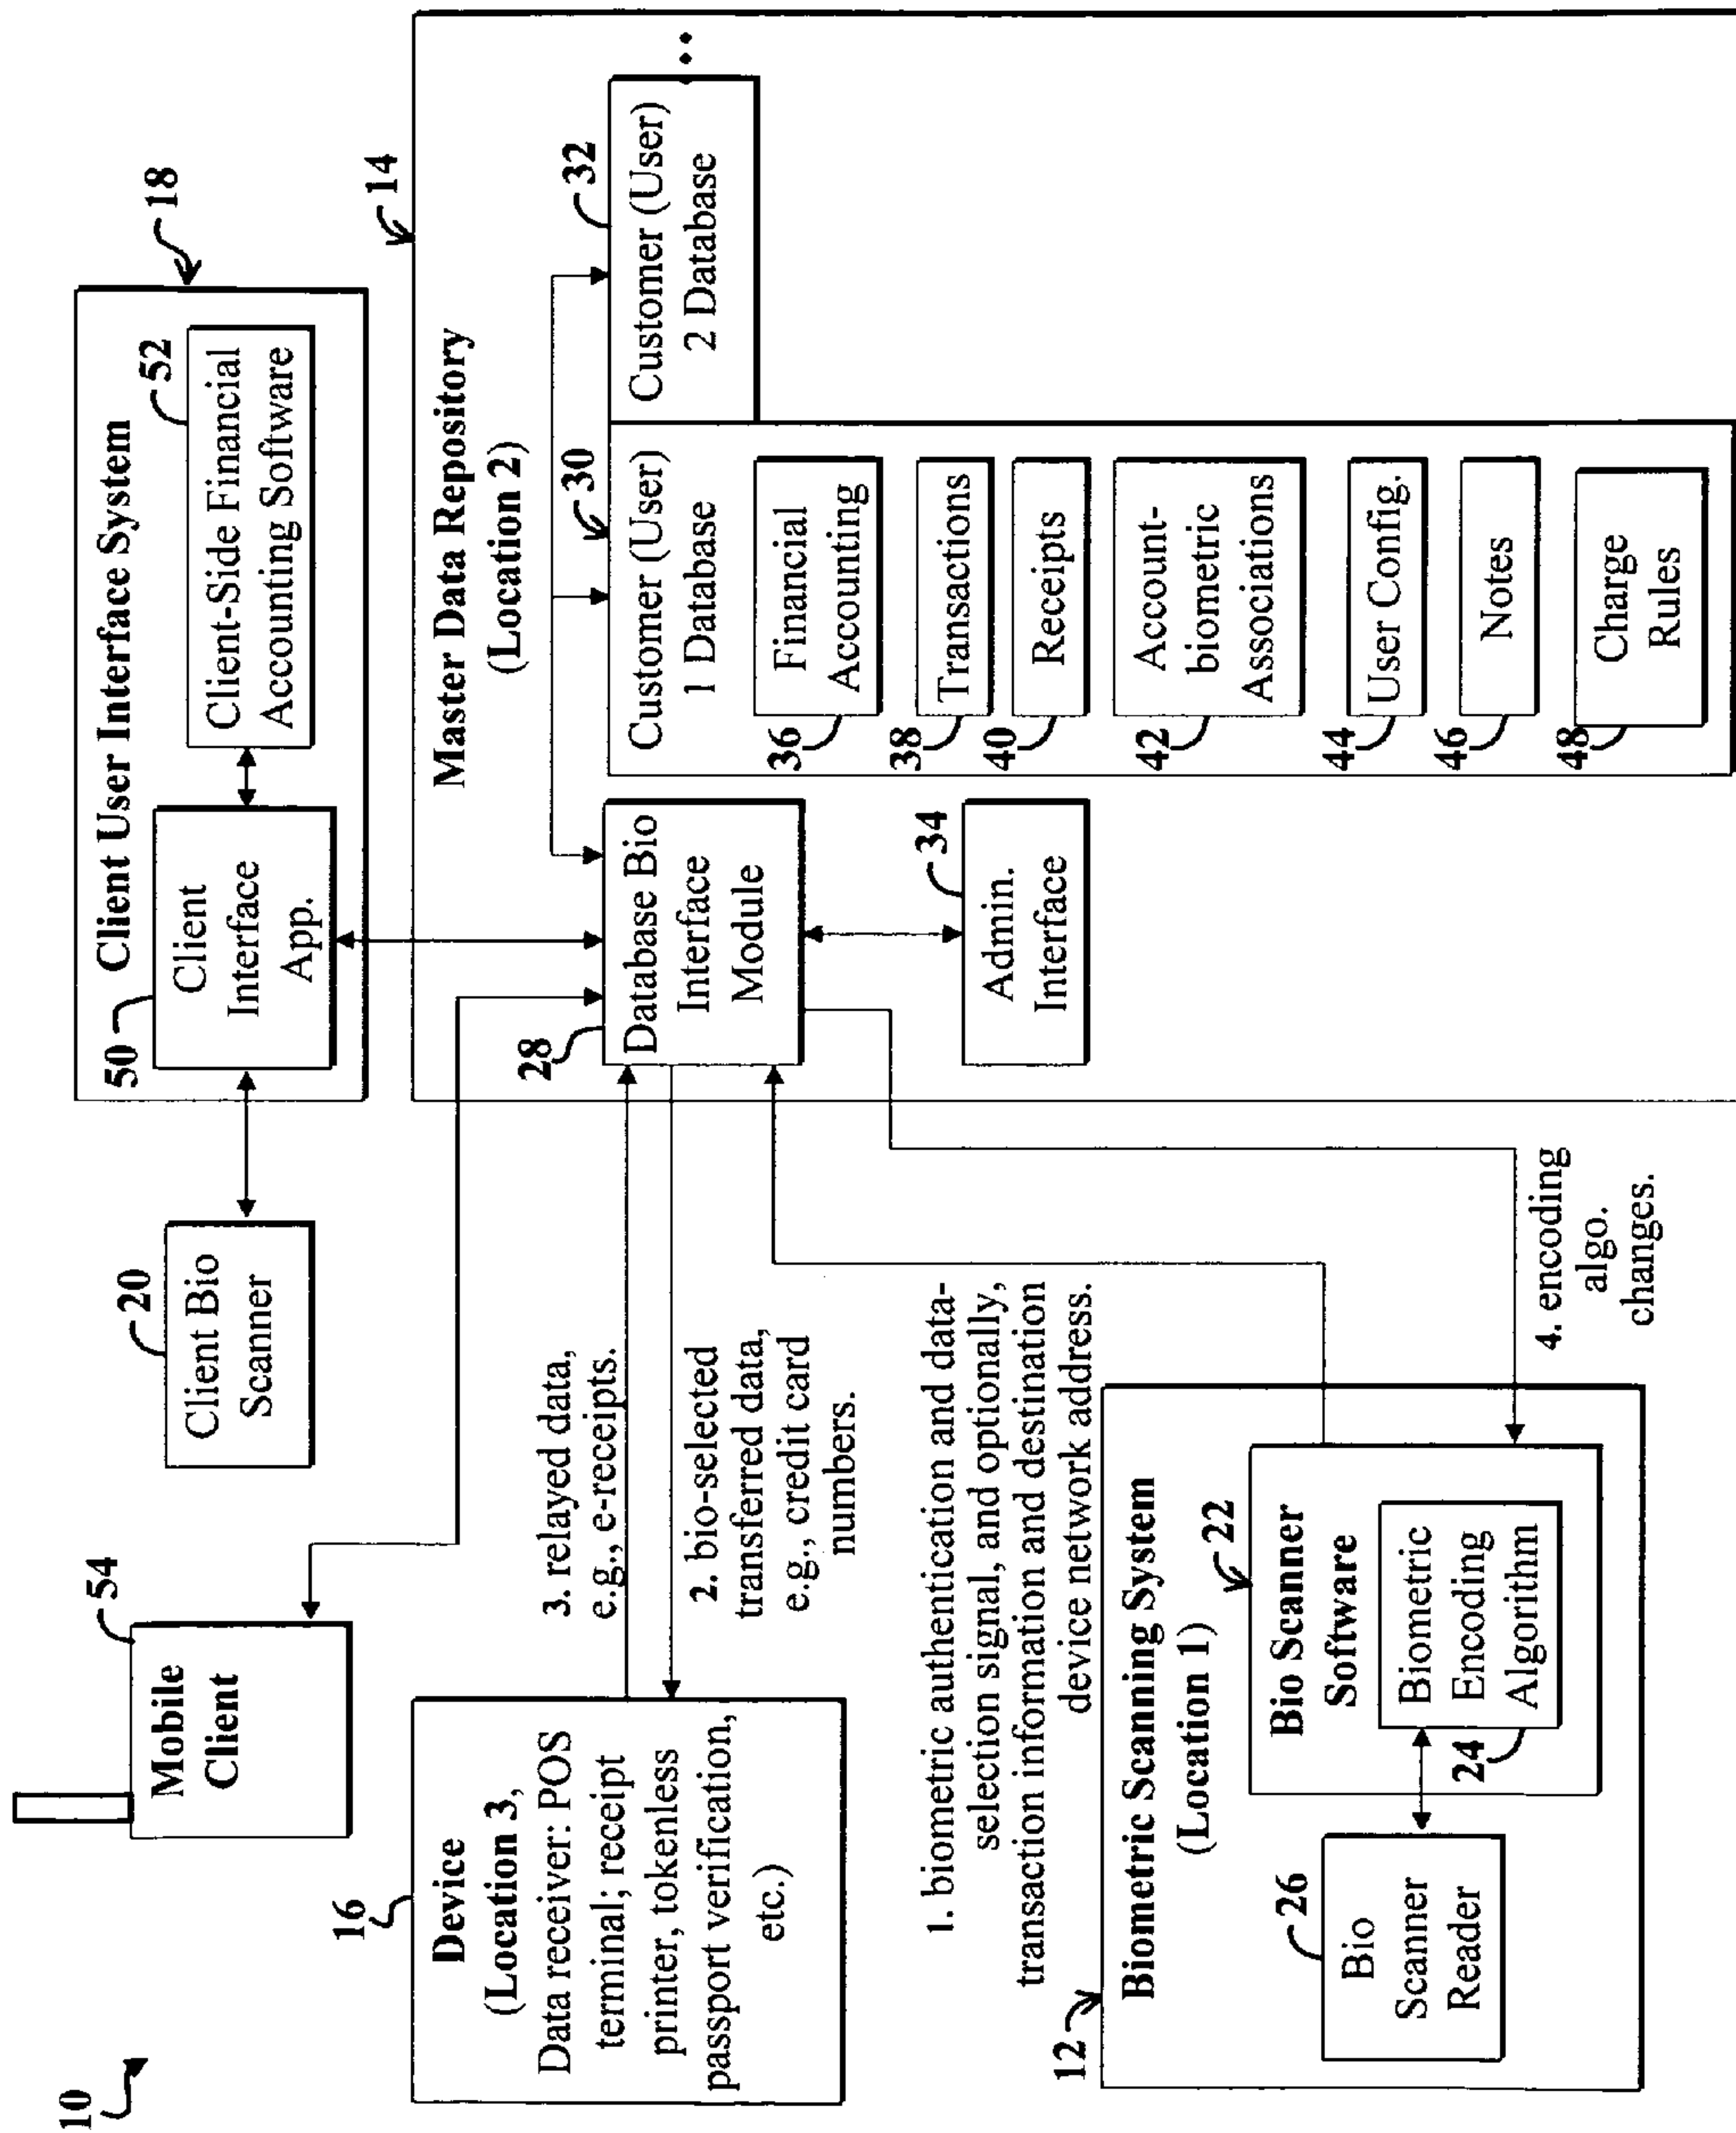 10
54
Mobile
Client
20
Client Bio
Scanner
18
Client User Interface System
50
Client
Interface
App.
52
Client-Side Financial
Accounting Software
16
Device
(Location 3,
Data receiver: POS
terminal; receipt
printer, tokenless
passport verification,
etc.)
3. relayed data,
e.g., e-receipts.
2. bio-selected
transferred data,
e.g., credit card
numbers.
14
Master Data Repository
(Location 2)
28
Database Bio
Interface
Module
34
Admin.
Interface
30
Customer (User)
1 Database
36
Financial
Accounting
38
Transactions
40
Receipts
42
Account-
biometric
Associations
44
User Config.
46
Notes
48
Charge
Rules
32
Customer (User)
2 Database
...
1. biometric authentication and data-
selection signal, and optionally,
transaction information and destination
device network address.
12
Biometric Scanning System
(Location 1)
26
Bio
Scanner
Reader
22
Bio Scanner
Software
24
Biometric
Encoding
Algorithm
4. encoding
algo.
changes.